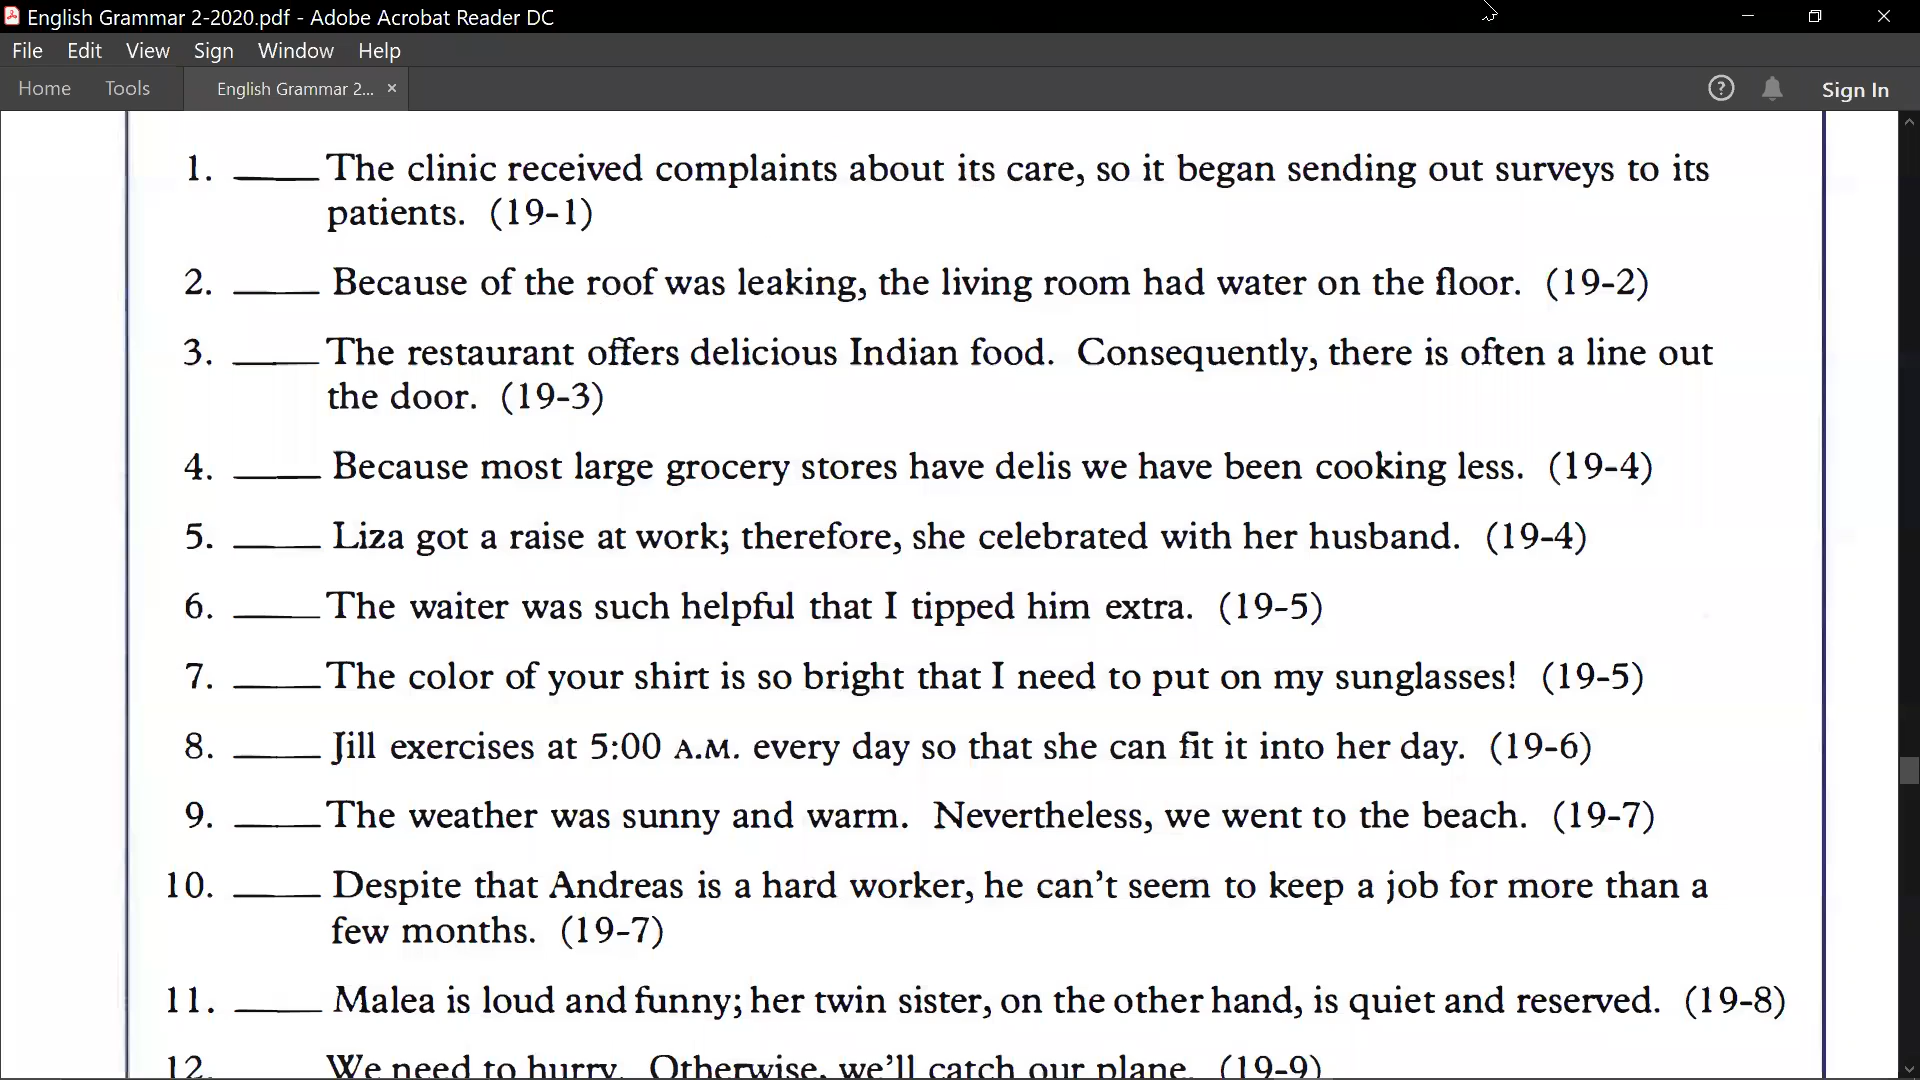 English Grammar 2-2020.pdf - Adobe Acrobat Reader DC
File Edit View Sign Window Help
Home Tools English Grammar 2... × ? Sign In
1. ____ The clinic received complaints about its care, so it began sending out surveys to its
patients. (19-1)
2. ____ Because of the roof was leaking, the living room had water on the floor. (19-2)
3. ____ The restaurant offers delicious Indian food. Consequently, there is often a line out
the door. (19-3)
4. ____ Because most large grocery stores have delis we have been cooking less. (19-4)
5. ____ Liza got a raise at work; therefore, she celebrated with her husband. (19-4)
6. ____ The waiter was such helpful that I tipped him extra. (19-5)
7. ____ The color of your shirt is so bright that I need to put on my sunglasses! (19-5)
8. ____ Jill exercises at 5:00 A.M. every day so that she can fit it into her day. (19-6)
9. ____ The weather was sunny and warm. Nevertheless, we went to the beach. (19-7)
10. ____ Despite that Andreas is a hard worker, he can't seem to keep a job for more than a
few months. (19-7)
11. ____ Malea is loud and funny; her twin sister, on the other hand, is quiet and reserved. (19-8)
12. We need to hurry. Otherwise, we'll catch our plane. (19-9)